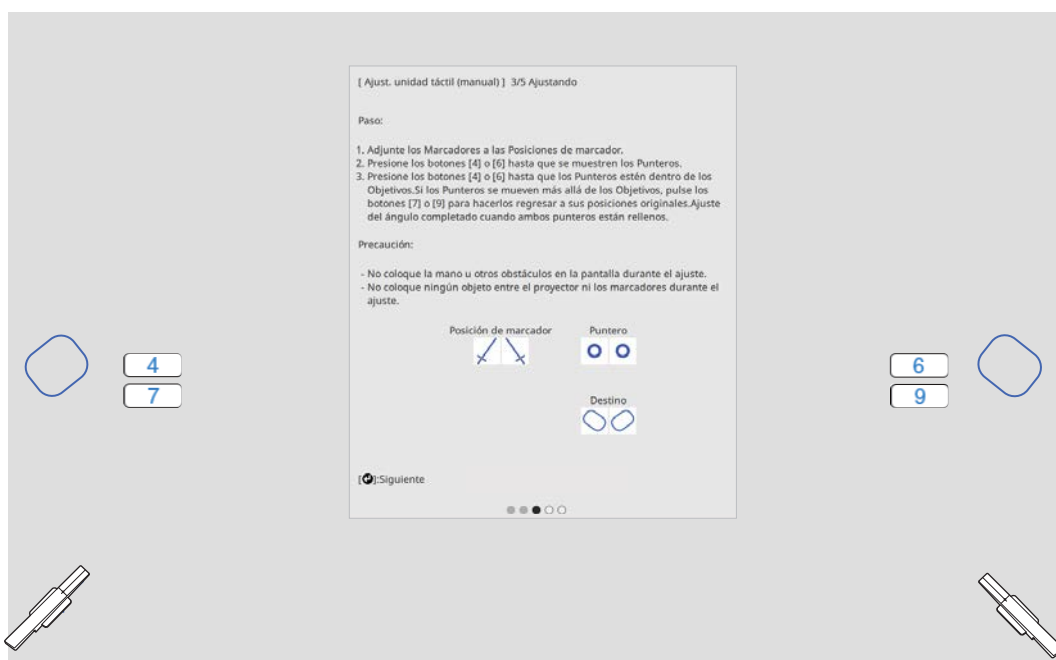 [ Ajust. unidad táctil (manual) ] 3/5 Ajustando
Paso:
1. Adjunte los Marcadores a las Posiciones de marcador.
2. Presione los botones [4] o [6] hasta que se muestren los Punteros.
3. Presione los botones [4] o [6] hasta que los Punteros estén dentro de los
Objetivos.Si los Punteros se mueven más allá de los Objetivos, pulse los
botones [7] o [9] para hacerlos regresar a sus posiciones originales.Ajuste
del ángulo completado cuando ambos punteros están rellenos.
Precaución:
- No coloque la mano u otros obstáculos en la pantalla durante el ajuste.
- No coloque ningún objeto entre el proyector ni los marcadores durante el
ajuste.
Posición de marcador Puntero
4
7
6
9
Destino
[ ]:Siguiente